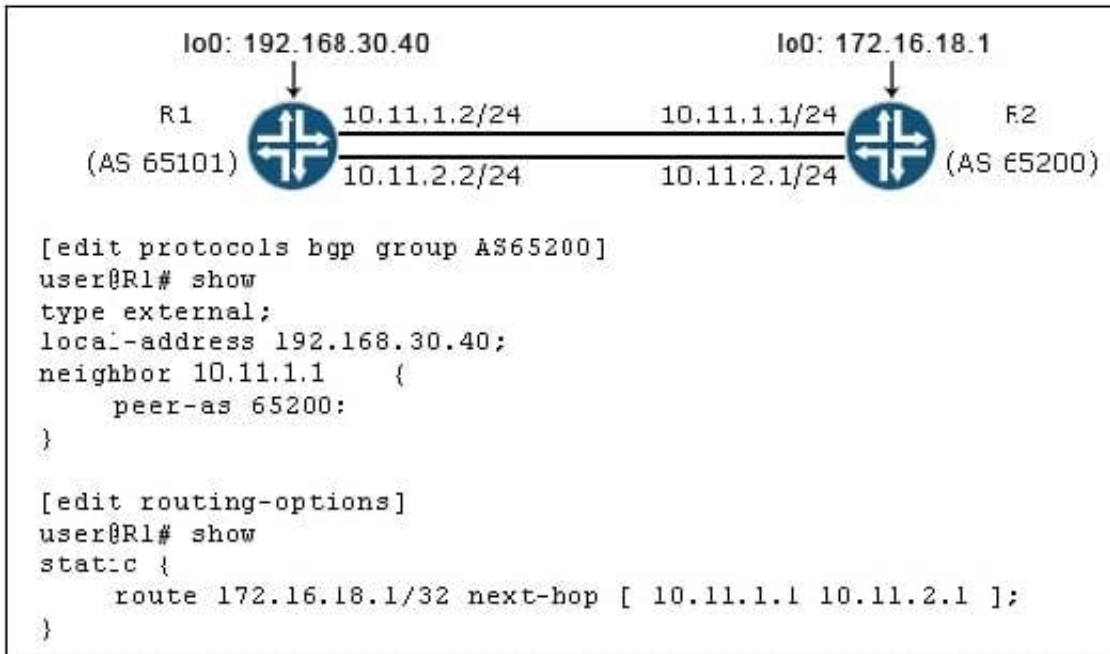 lo0: 192.168.30.40 lo0: 172.16.18.1
R1 10.11.1.2/24 10.11.1.1/24 R2
(AS 65101) 10.11.2.2/24 10.11.2.1/24 (AS 65200)
[edit protocols bgp group AS65200]
user@R1# show
type external;
local-address 192.168.30.40;
neighbor 10.11.1.1 {
peer-as 65200;
}
[edit routing-options]
user@R1# show
static {
route 172.16.18.1/32 next-hop [ 10.11.1.1 10.11.2.1 ];
}